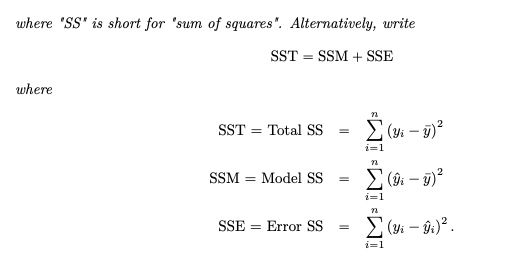 where "SS" is short for "sum of squares". Alternatively, write
SST = SSM + SSE
where
SST = Total SS = ∑_{i=1}^{n} (y_i − ȳ)^2
SSM = Model SS = ∑_{i=1}^{n} (ŷ_i − ȳ)^2
SSE = Error SS = ∑_{i=1}^{n} (y_i − ŷ_i)^2 .